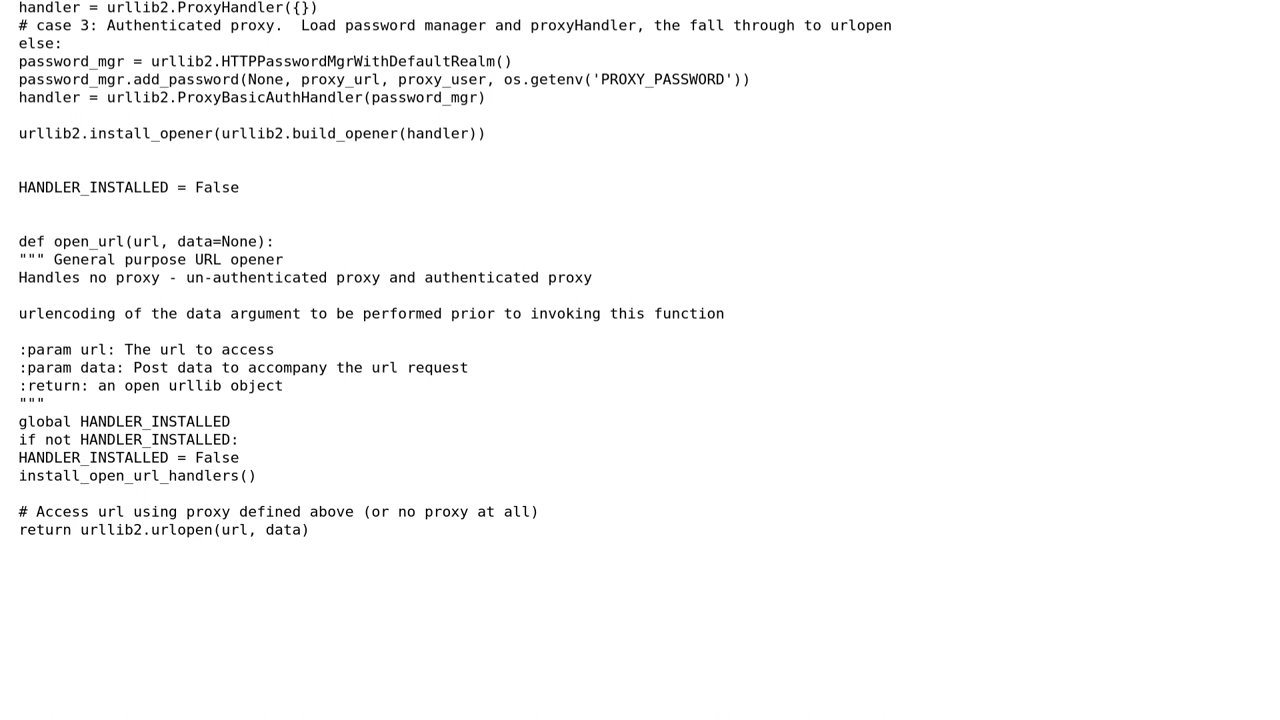 handler = urllib2.ProxyHandler({})
# case 3: Authenticated proxy.  Load password manager and proxyHandler, the fall through to urlopen
else:
password_mgr = urllib2.HTTPPasswordMgrWithDefaultRealm()
password_mgr.add_password(None, proxy_url, proxy_user, os.getenv('PROXY_PASSWORD'))
handler = urllib2.ProxyBasicAuthHandler(password_mgr)

urllib2.install_opener(urllib2.build_opener(handler))


HANDLER_INSTALLED = False


def open_url(url, data=None):
""" General purpose URL opener
Handles no proxy - un-authenticated proxy and authenticated proxy

urlencoding of the data argument to be performed prior to invoking this function

:param url: The url to access
:param data: Post data to accompany the url request
:return: an open urllib object
"""
global HANDLER_INSTALLED
if not HANDLER_INSTALLED:
HANDLER_INSTALLED = False
install_open_url_handlers()

# Access url using proxy defined above (or no proxy at all)
return urllib2.urlopen(url, data)